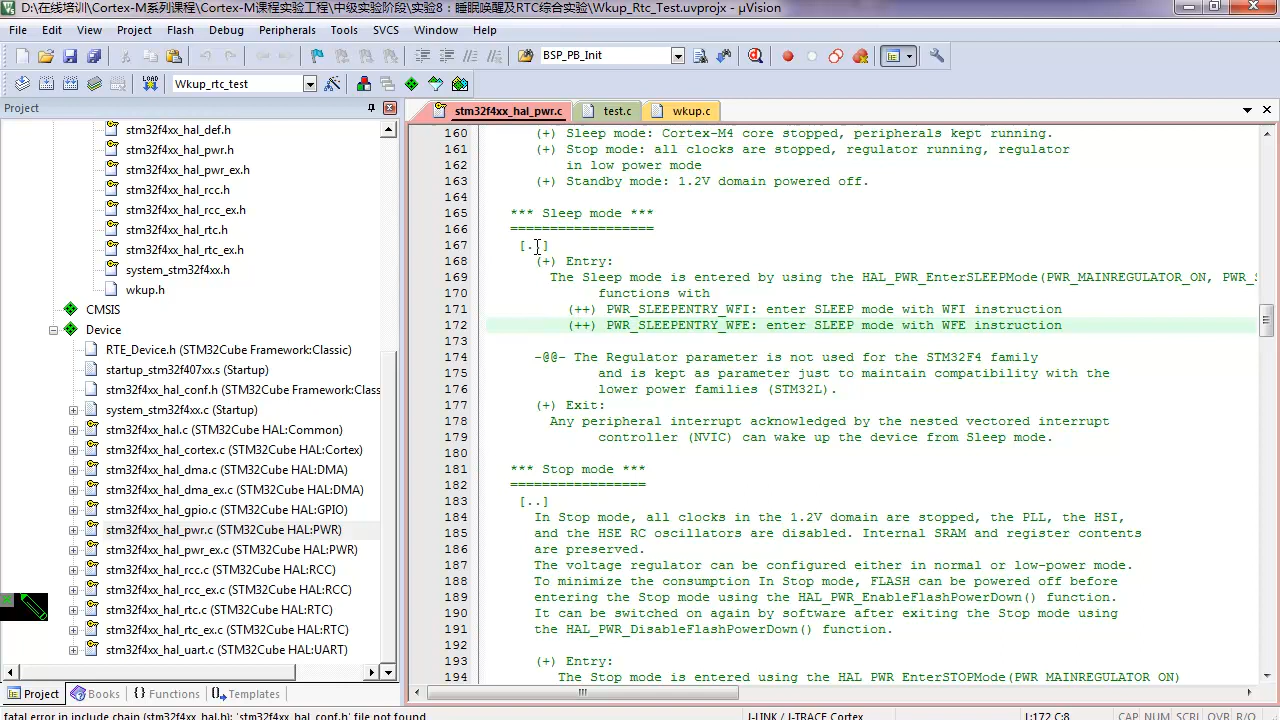 D:\在线培训\Cortex-M系列课程\Cortex-M课程实验工程\中级实验阶段\实验8：睡眠唤醒及RTC综合实验\Wkup_Rtc_Test.uvprojx - µVision
File Edit View Project Flash Debug Peripherals Tools SVCS Window Help
BSP_PB_Init
LOAD Wkup_rtc_test
Project
stm32f4xx_hal_def.h
stm32f4xx_hal_pwr.h
stm32f4xx_hal_pwr_ex.h
stm32f4xx_hal_rcc.h
stm32f4xx_hal_rcc_ex.h
stm32f4xx_hal_rtc.h
stm32f4xx_hal_rtc_ex.h
system_stm32f4xx.h
wkup.h
CMSIS
Device
RTE_Device.h (STM32Cube Framework:Classic)
startup_stm32f407xx.s (Startup)
stm32f4xx_hal_conf.h (STM32Cube Framework:Classic
system_stm32f4xx.c (Startup)
stm32f4xx_hal.c (STM32Cube HAL:Common)
stm32f4xx_hal_cortex.c (STM32Cube HAL:Cortex)
stm32f4xx_hal_dma.c (STM32Cube HAL:DMA)
stm32f4xx_hal_dma_ex.c (STM32Cube HAL:DMA)
stm32f4xx_hal_gpio.c (STM32Cube HAL:GPIO)
stm32f4xx_hal_pwr.c (STM32Cube HAL:PWR)
stm32f4xx_hal_pwr_ex.c (STM32Cube HAL:PWR)
stm32f4xx_hal_rcc.c (STM32Cube HAL:RCC)
stm32f4xx_hal_rcc_ex.c (STM32Cube HAL:RCC)
stm32f4xx_hal_rtc.c (STM32Cube HAL:RTC)
stm32f4xx_hal_rtc_ex.c (STM32Cube HAL:RTC)
stm32f4xx_hal_uart.c (STM32Cube HAL:UART)
Project Books {} Functions Templates
stm32f4xx_hal_pwr.c test.c wkup.c
160 (+) Sleep mode: Cortex-M4 core stopped, peripherals kept running.
161 (+) Stop mode: all clocks are stopped, regulator running, regulator
162 in low power mode
163 (+) Standby mode: 1.2V domain powered off.
164
165 *** Sleep mode ***
166 ==================
167 [..]
168 (+) Entry:
169 The Sleep mode is entered by using the HAL_PWR_EnterSLEEPMode(PWR_MAINREGULATOR_ON, PWR_S
170 functions with
171 (++) PWR_SLEEPENTRY_WFI: enter SLEEP mode with WFI instruction
172 (++) PWR_SLEEPENTRY_WFE: enter SLEEP mode with WFE instruction
173
174 -@@- The Regulator parameter is not used for the STM32F4 family
175 and is kept as parameter just to maintain compatibility with the
176 lower power families (STM32L).
177 (+) Exit:
178 Any peripheral interrupt acknowledged by the nested vectored interrupt
179 controller (NVIC) can wake up the device from Sleep mode.
180
181 *** Stop mode ***
182 =================
183 [..]
184 In Stop mode, all clocks in the 1.2V domain are stopped, the PLL, the HSI,
185 and the HSE RC oscillators are disabled. Internal SRAM and register contents
186 are preserved.
187 The voltage regulator can be configured either in normal or low-power mode.
188 To minimize the consumption In Stop mode, FLASH can be powered off before
189 entering the Stop mode using the HAL_PWR_EnableFlashPowerDown() function.
190 It can be switched on again by software after exiting the Stop mode using
191 the HAL_PWR_DisableFlashPowerDown() function.
192
193 (+) Entry:
194 The Stop mode is entered using the HAL_PWR_EnterSTOPMode(PWR_MAINREGULATOR_ON)
fatal error in include chain (stm32f4xx_hal.h): 'stm32f4xx_hal_conf.h' file not found J-LINK / J-TRACE Cortex L:172 C:8 CAP NUM SCRL OVR R/O